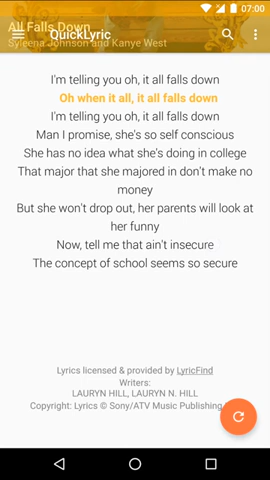 07:00
All Falls Down
QuickLyric
Syleena Johnson and Kanye West
I'm telling you oh, it all falls down
Oh when it all, it all falls down
I'm telling you oh, it all falls down
Man I promise, she's so self conscious
She has no idea what she's doing in college
That major that she majored in don't make no
money
But she won't drop out, her parents will look at
her funny
Now, tell me that ain't insecure
The concept of school seems so secure
Lyrics licensed & provided by LyricFind
Writers:
LAURYN HILL, LAURYN N. HILL
Copyright: Lyrics © Sony/ATV Music Publishing